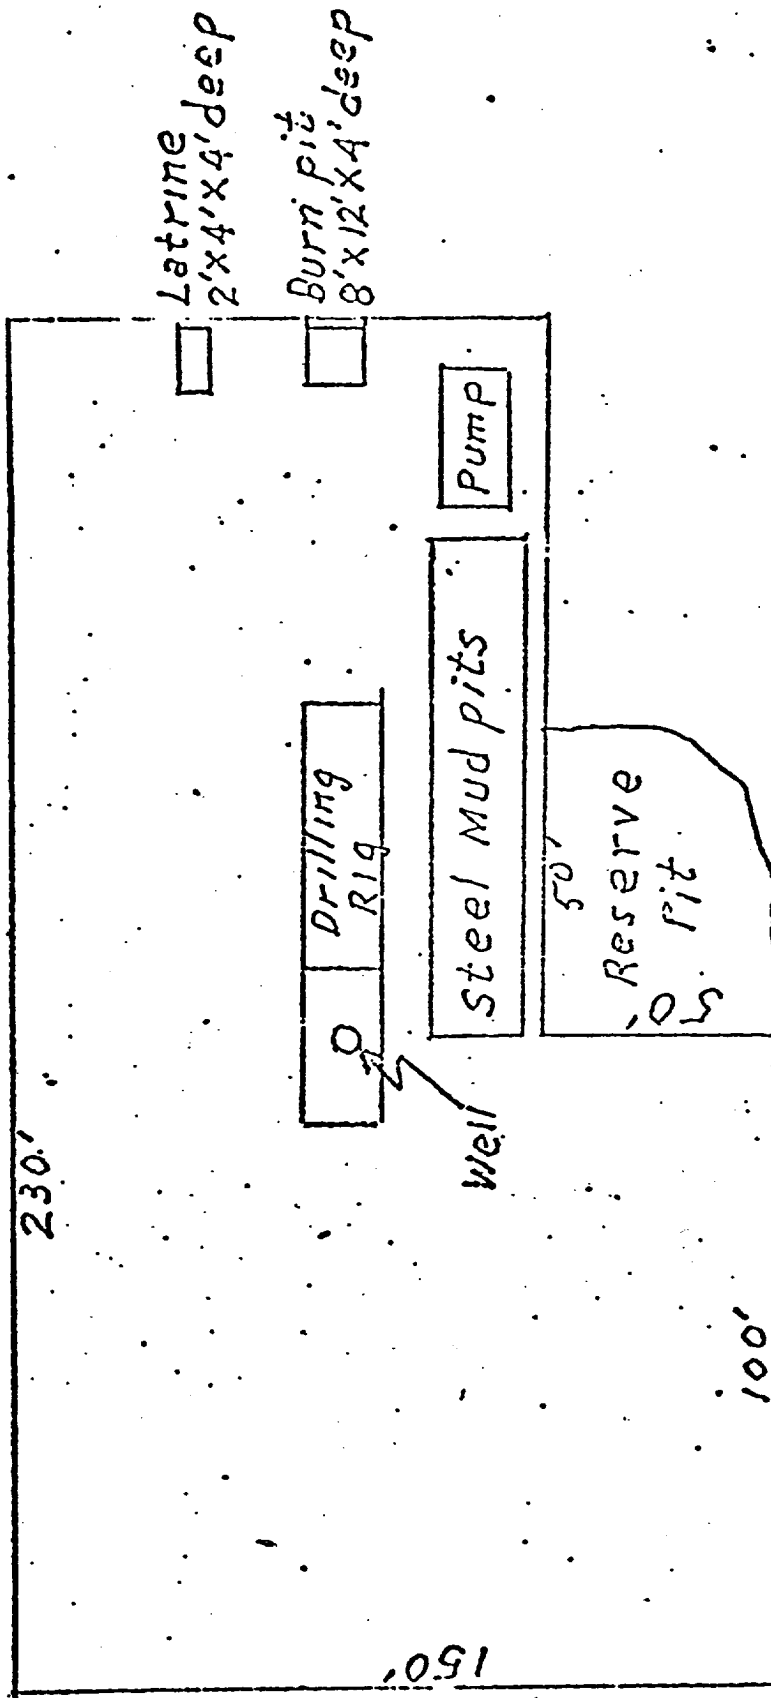 230'
Latrine
2'x4'x4'deep
Burn pit
8'x12'x4'deep
Pump
Steel Mud pits
Drilling
Rig
Well
50'
Reserve
Pit
50'
100'
150'